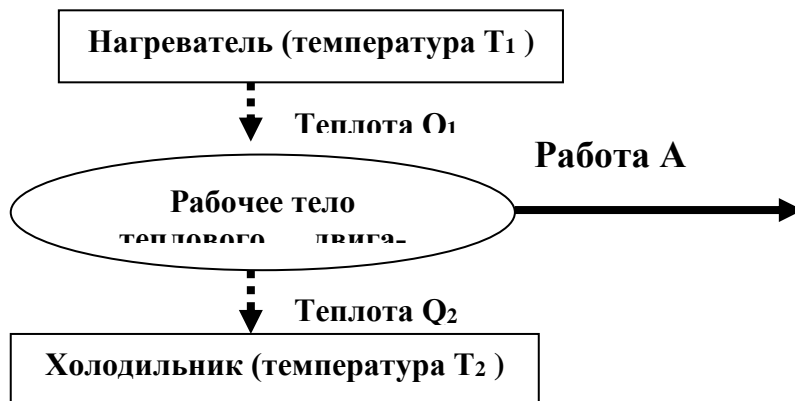 Нагреватель (температура T₁ )
Теплота Q₁
Работа А
Рабочее тело
теплового двига-
Теплота Q₂
Холодильник (температура T₂ )